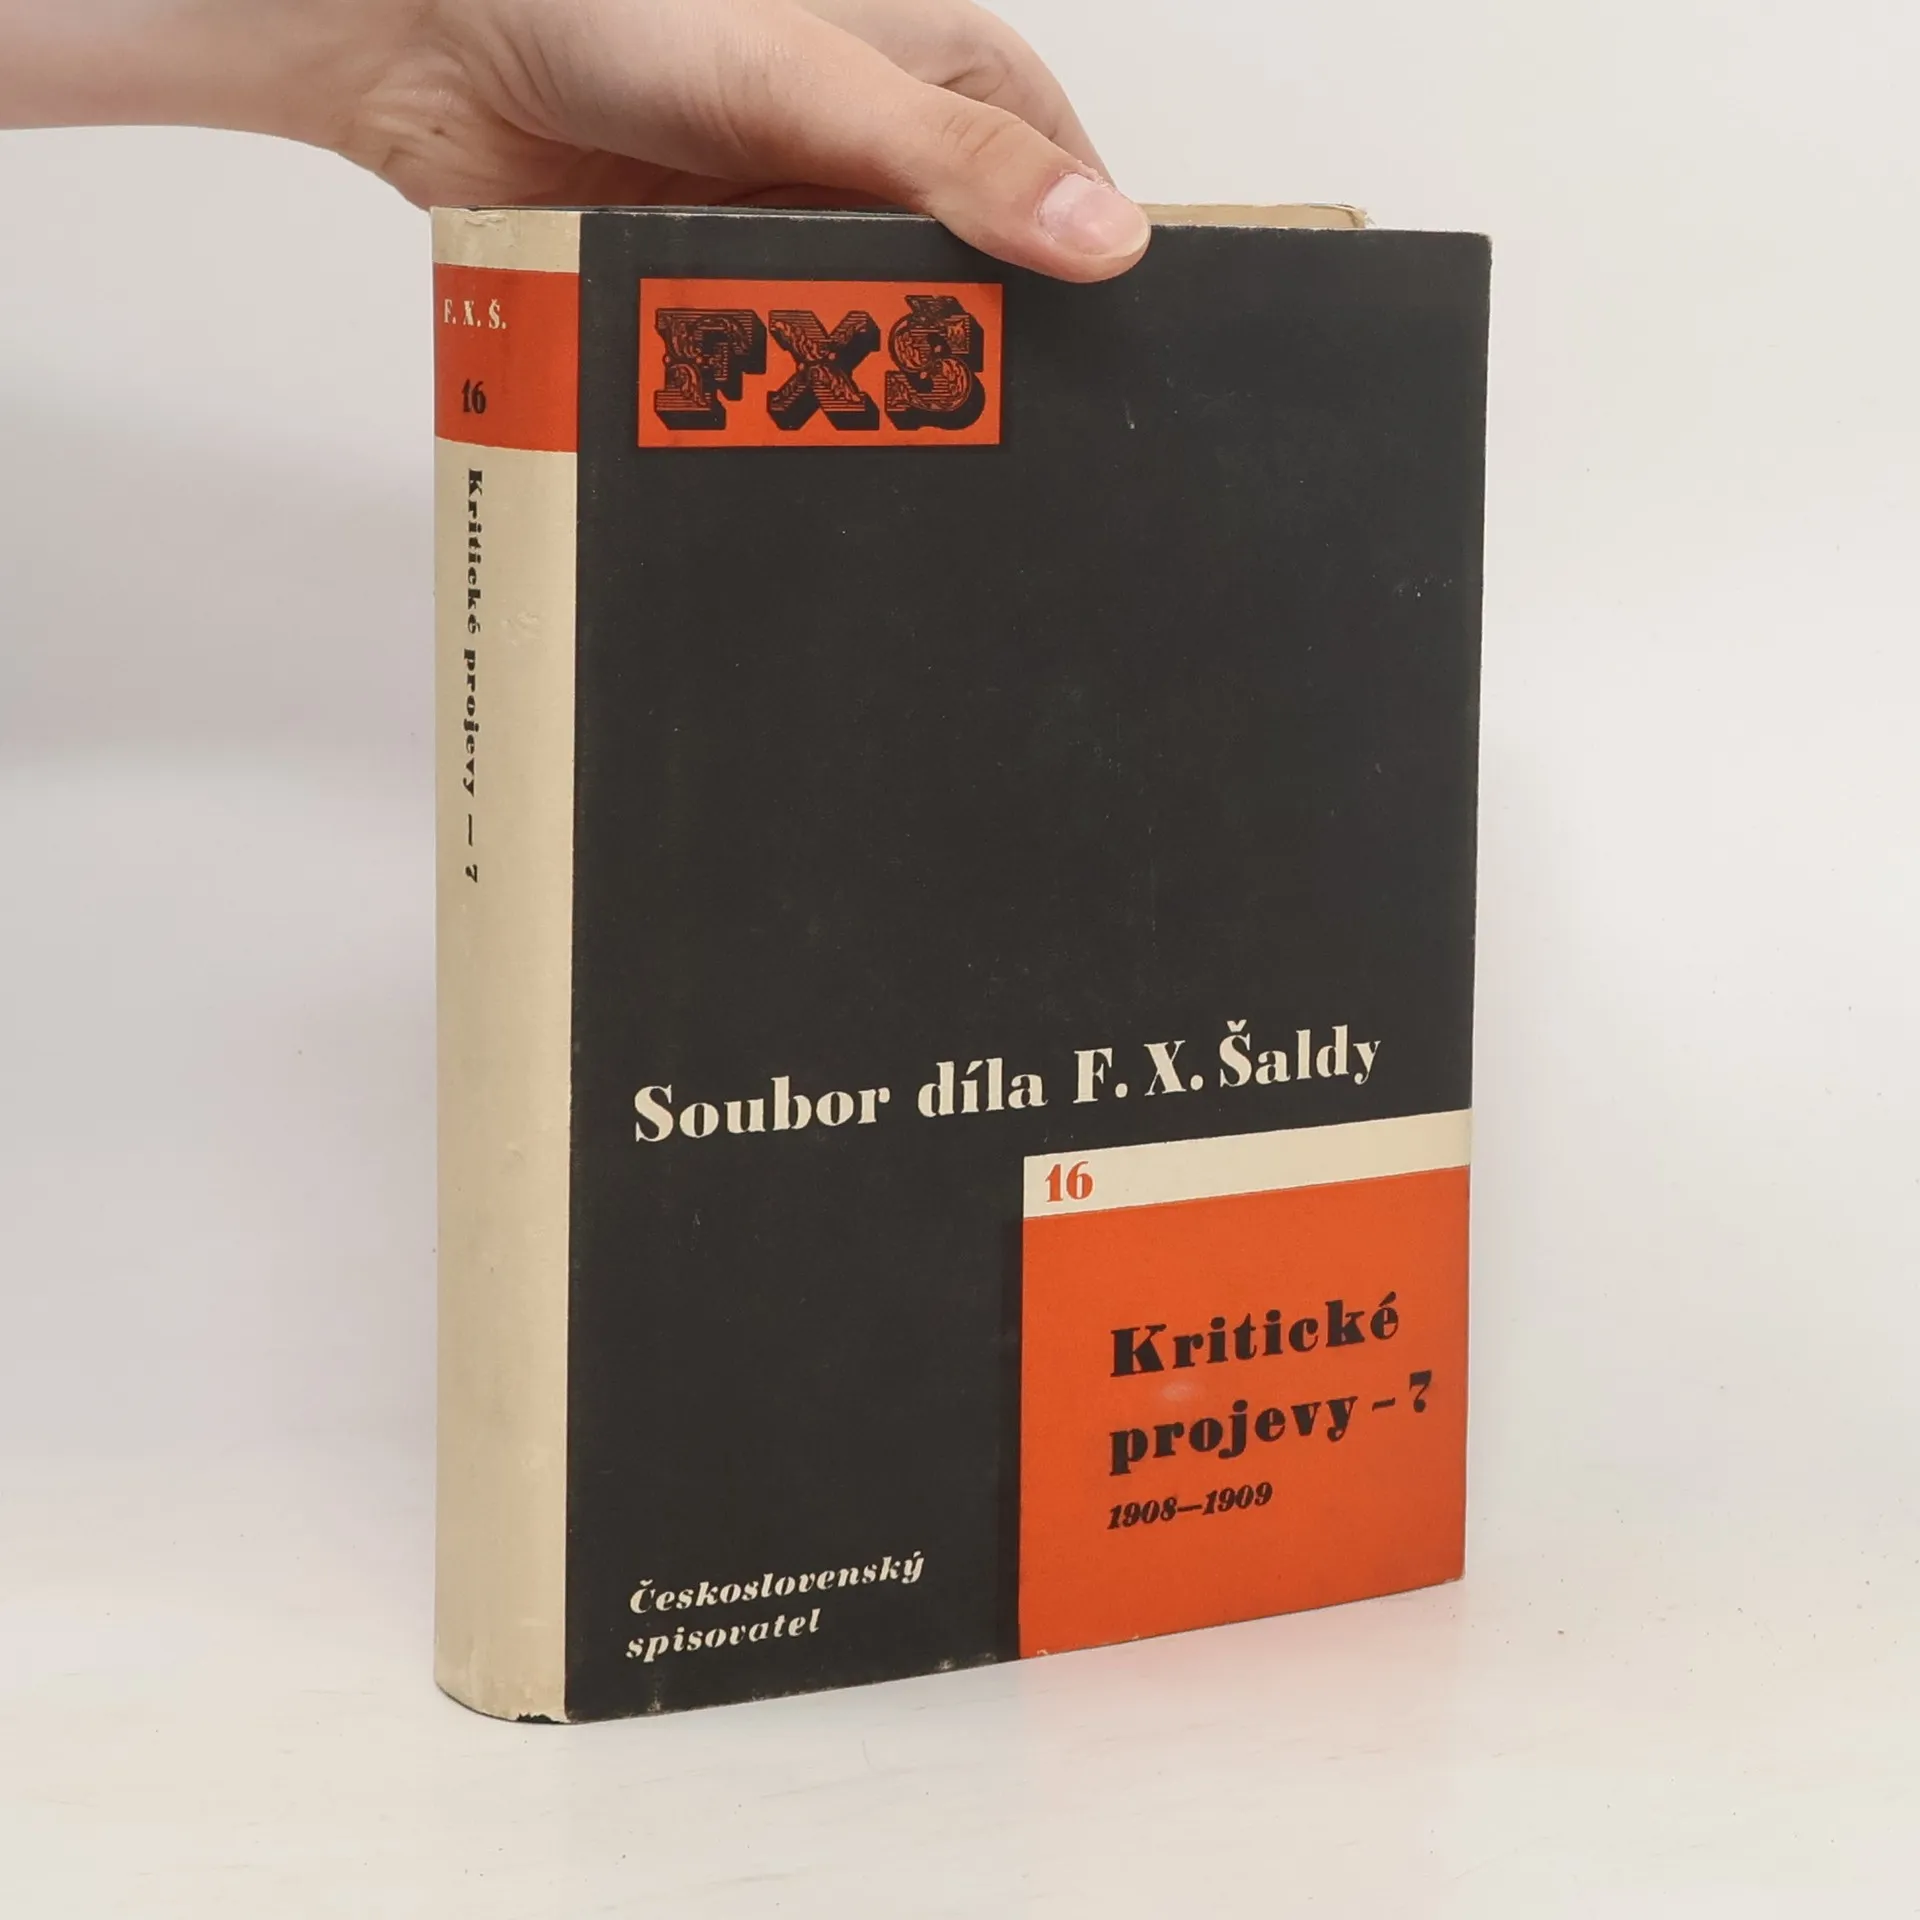 F. X. Š.
16
Kritické projevy — 7
FXŠ
Soubor díla F. X. Šaldy
16
Kritické
projevy – 7
1908—1909
Československý
spisovatel